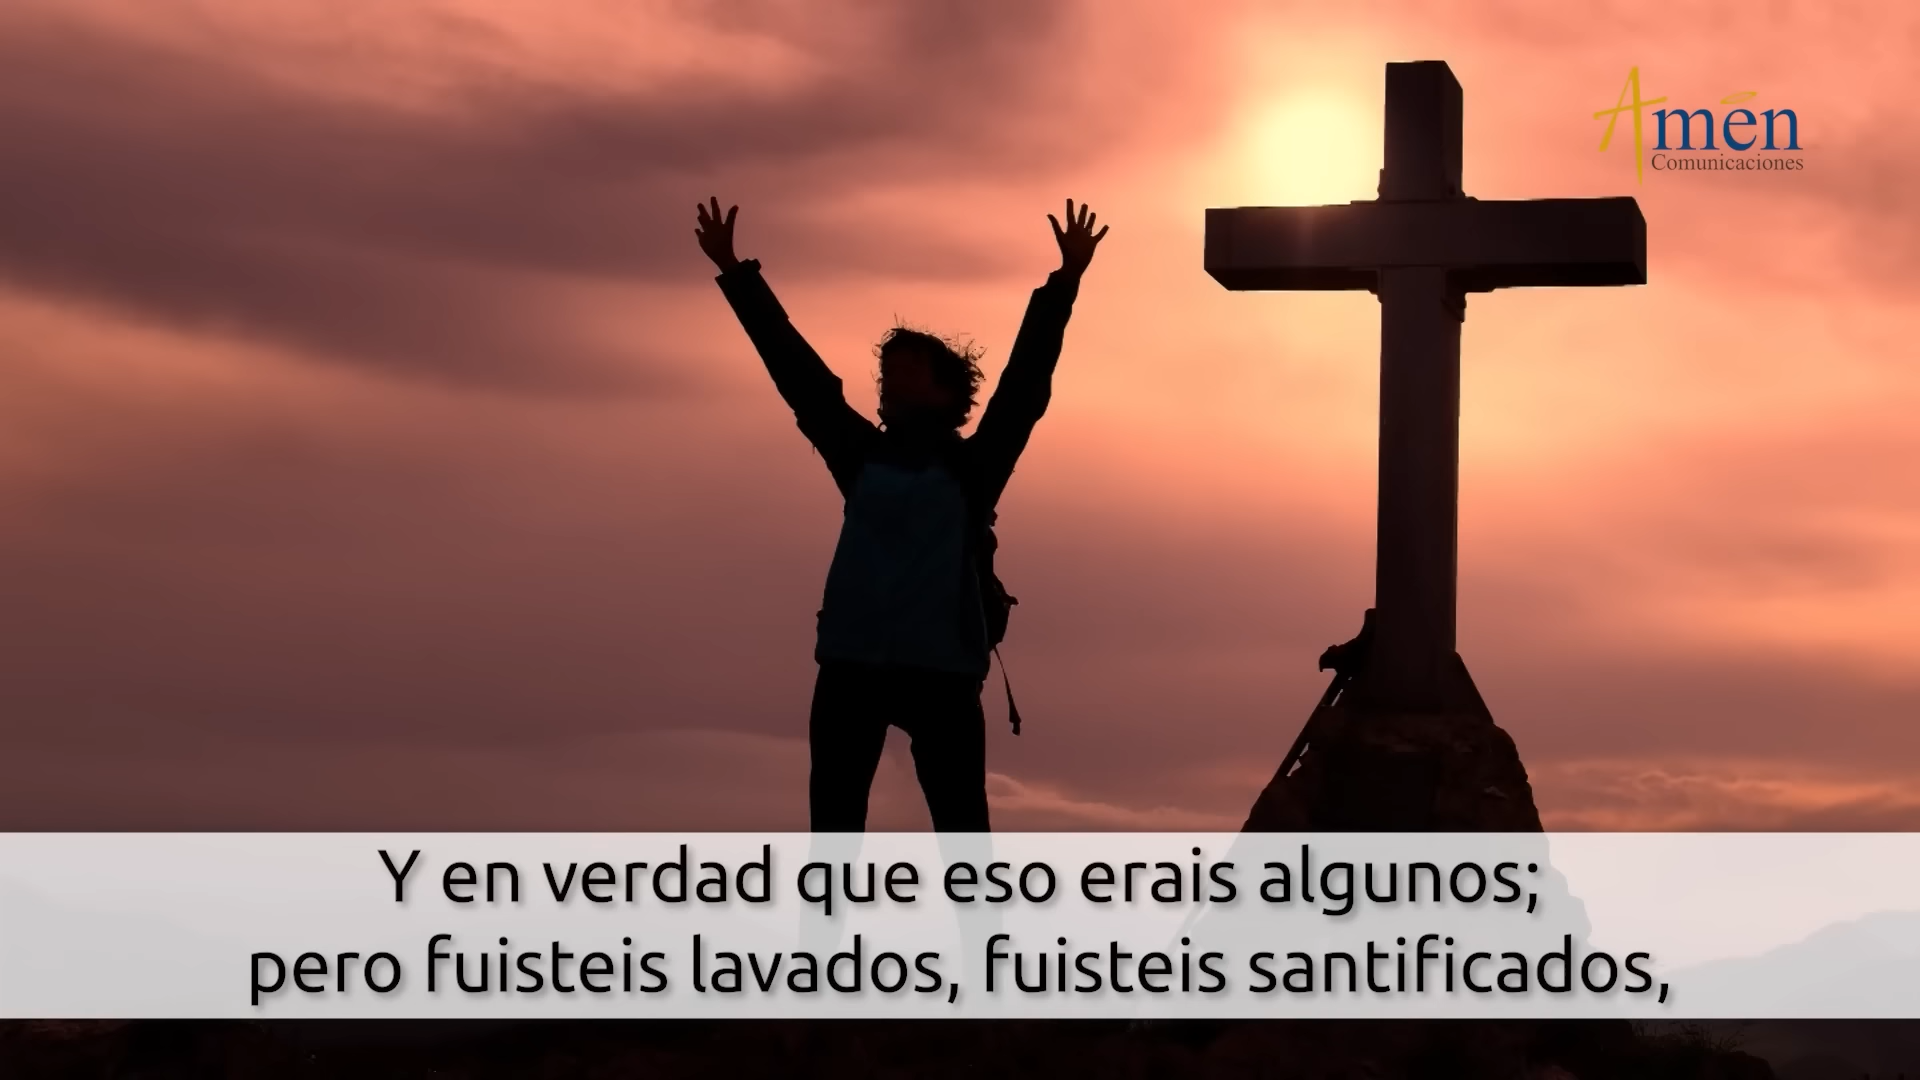 Amén
Comunicaciones
Y en verdad que eso erais algunos;
pero fuisteis lavados, fuisteis santificados,